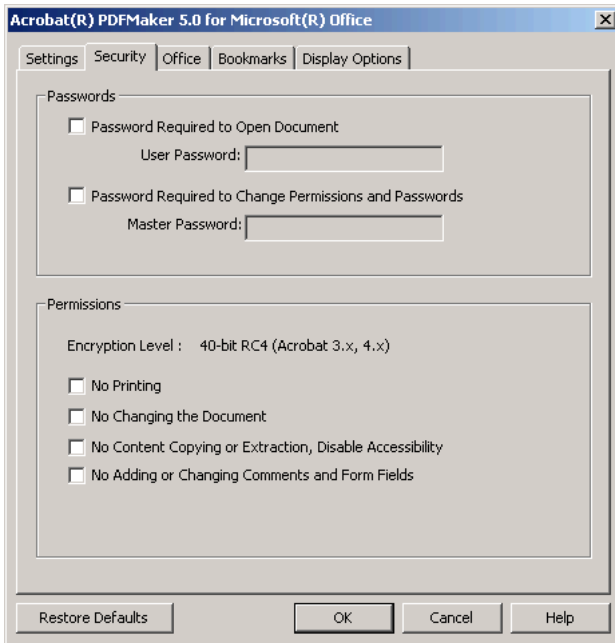 Acrobat(R) PDFMaker 5.0 for Microsoft(R) Office
Settings Security Office Bookmarks Display Options
Passwords
Password Required to Open Document
User Password:
Password Required to Change Permissions and Passwords
Master Password:
Permissions
Encryption Level : 40-bit RC4 (Acrobat 3.x, 4.x)
No Printing
No Changing the Document
No Content Copying or Extraction, Disable Accessibility
No Adding or Changing Comments and Form Fields
Restore Defaults OK Cancel Help